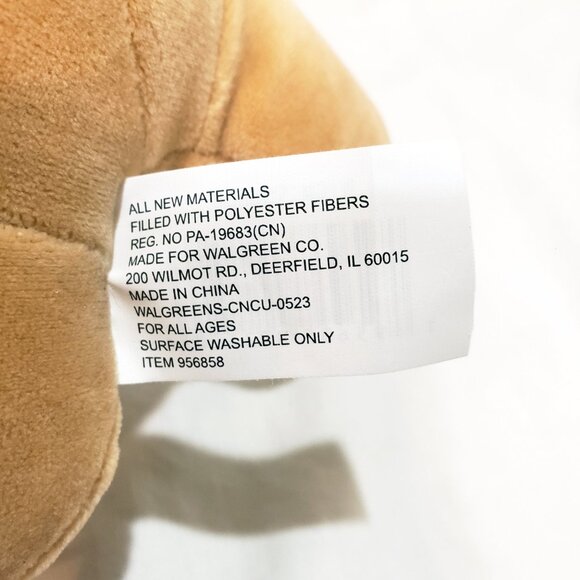 ALL NEW MATERIALS
FILLED WITH POLYESTER FIBERS
REG. NO PA-19683(CN)
MADE FOR WALGREEN CO.
200 WILMOT RD., DEERFIELD, IL 60015
MADE IN CHINA
WALGREENS-CNCU-0523
FOR ALL AGES
SURFACE WASHABLE ONLY
ITEM 956858